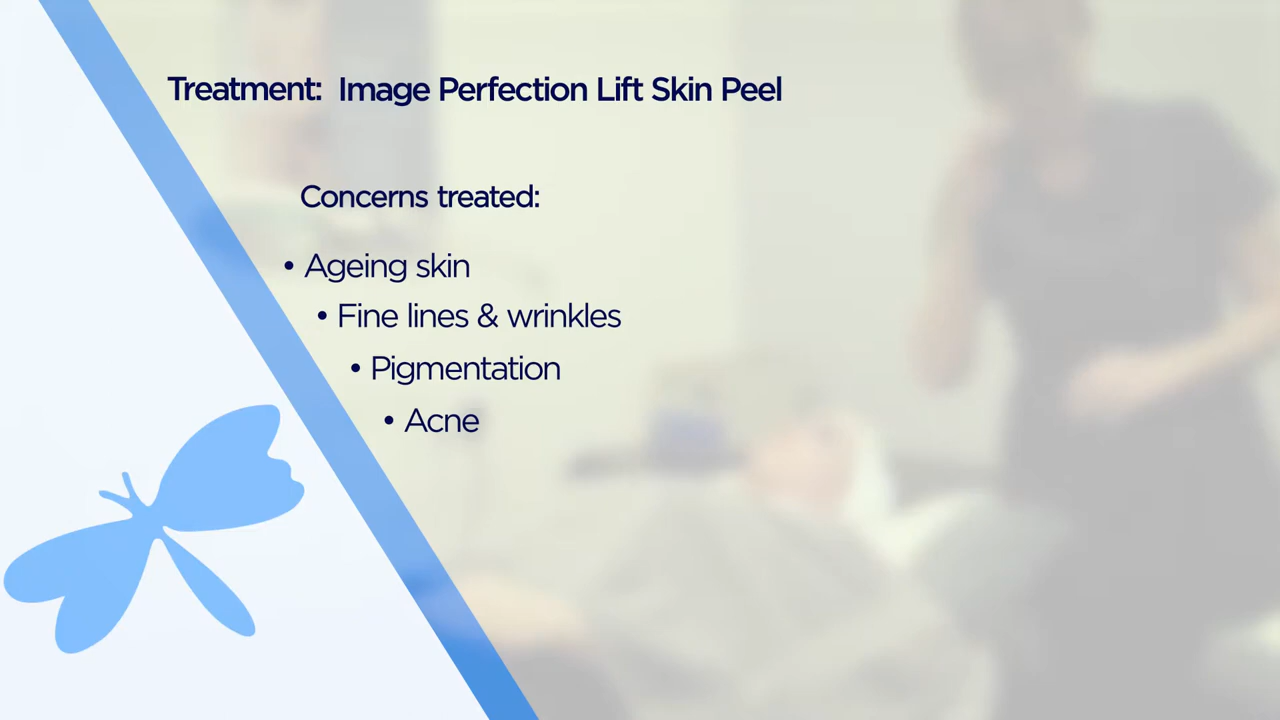 Treatment: Image Perfection Lift Skin Peel
Concerns treated:
• Ageing skin
• Fine lines & wrinkles
• Pigmentation
• Acne